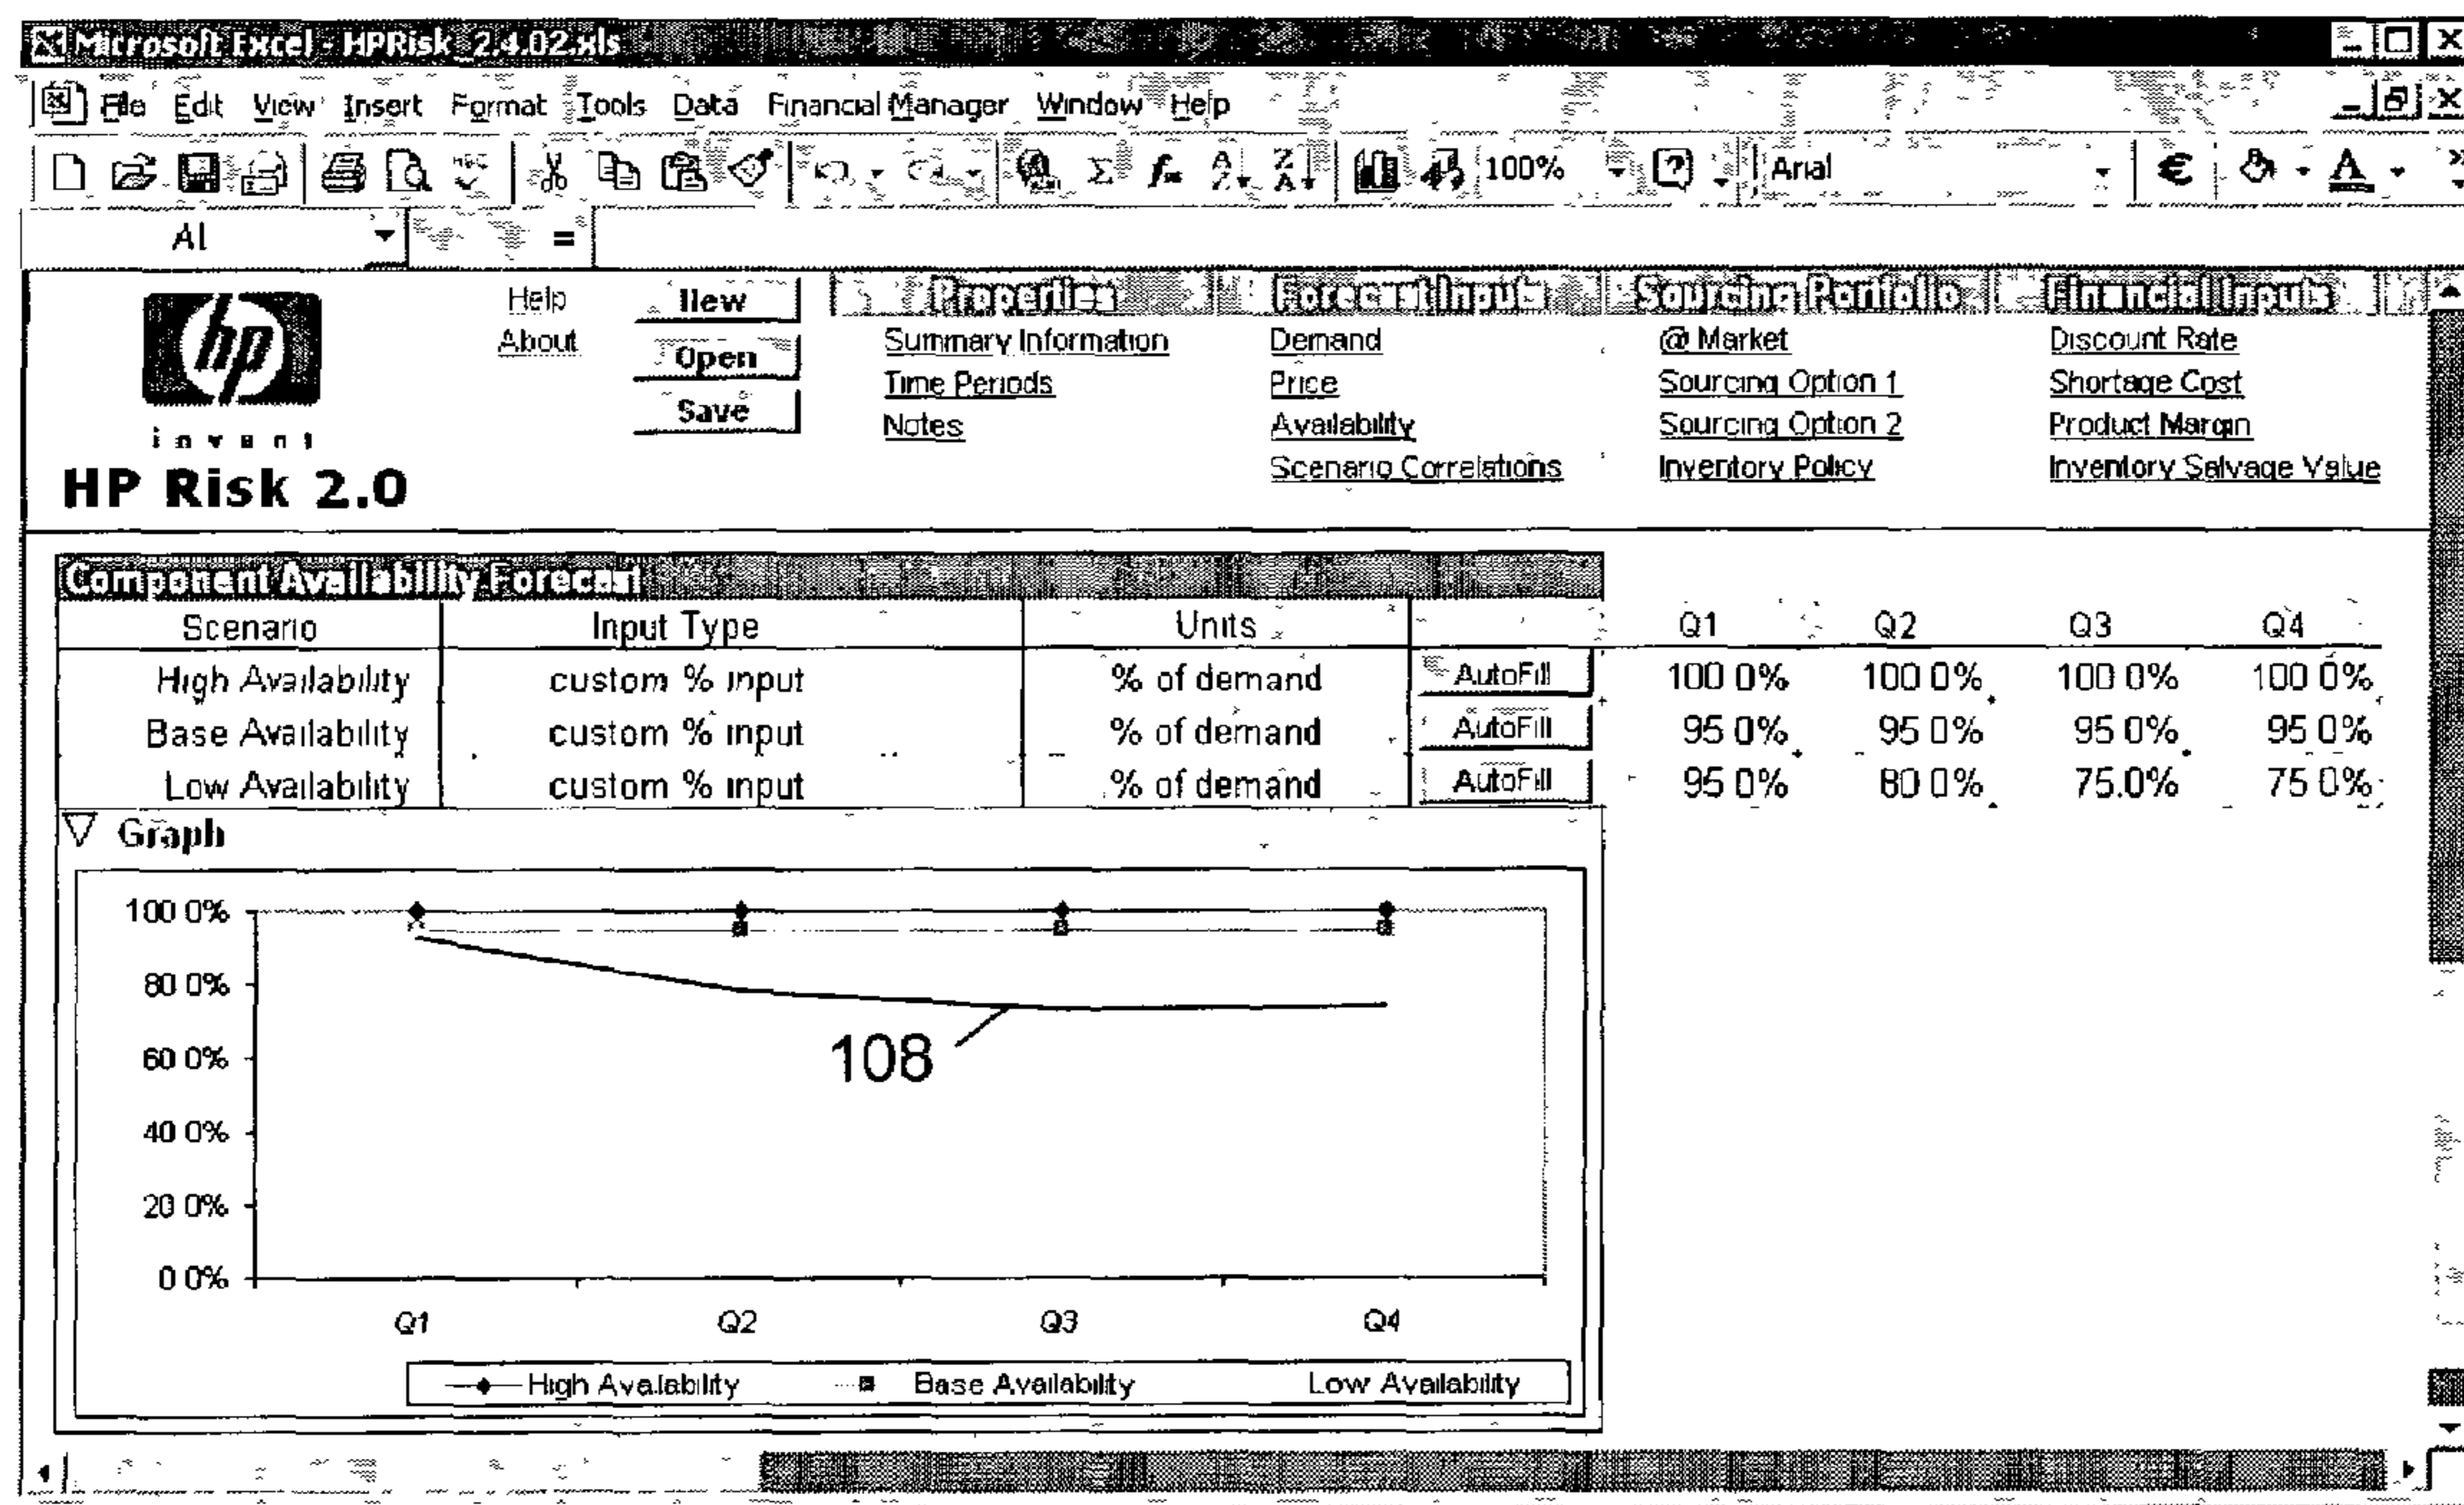 Microsoft Excel - HPRisk_2.4.02.xls
File Edit View Insert Format Tools Data Financial Manager Window Help
100% Arial
A1 =
Help New Properties Forecast Inputs Sourcing Portfolio Financial Inputs
hp About Open Summary Information Demand @ Market Discount Rate
Save Time Periods Price Sourcing Option 1 Shortage Cost
invent Notes Availability Sourcing Option 2 Product Margin
HP Risk 2.0 Scenario Correlations Inventory Policy Inventory Salvage Value
Component Availability Forecast
Scenario Input Type Units Q1 Q2 Q3 Q4
High Availability custom % input % of demand AutoFill 100 0% 100 0% 100 0% 100 0%
Base Availability custom % input % of demand AutoFill 95 0% 95 0% 95 0% 95 0%
Low Availability custom % input % of demand AutoFill 95 0% 80 0% 75.0% 75 0%
Graph
100 0%
80 0%
60 0%
108
40 0%
20 0%
0 0%
Q1 Q2 Q3 Q4
High Availability Base Availability Low Availability